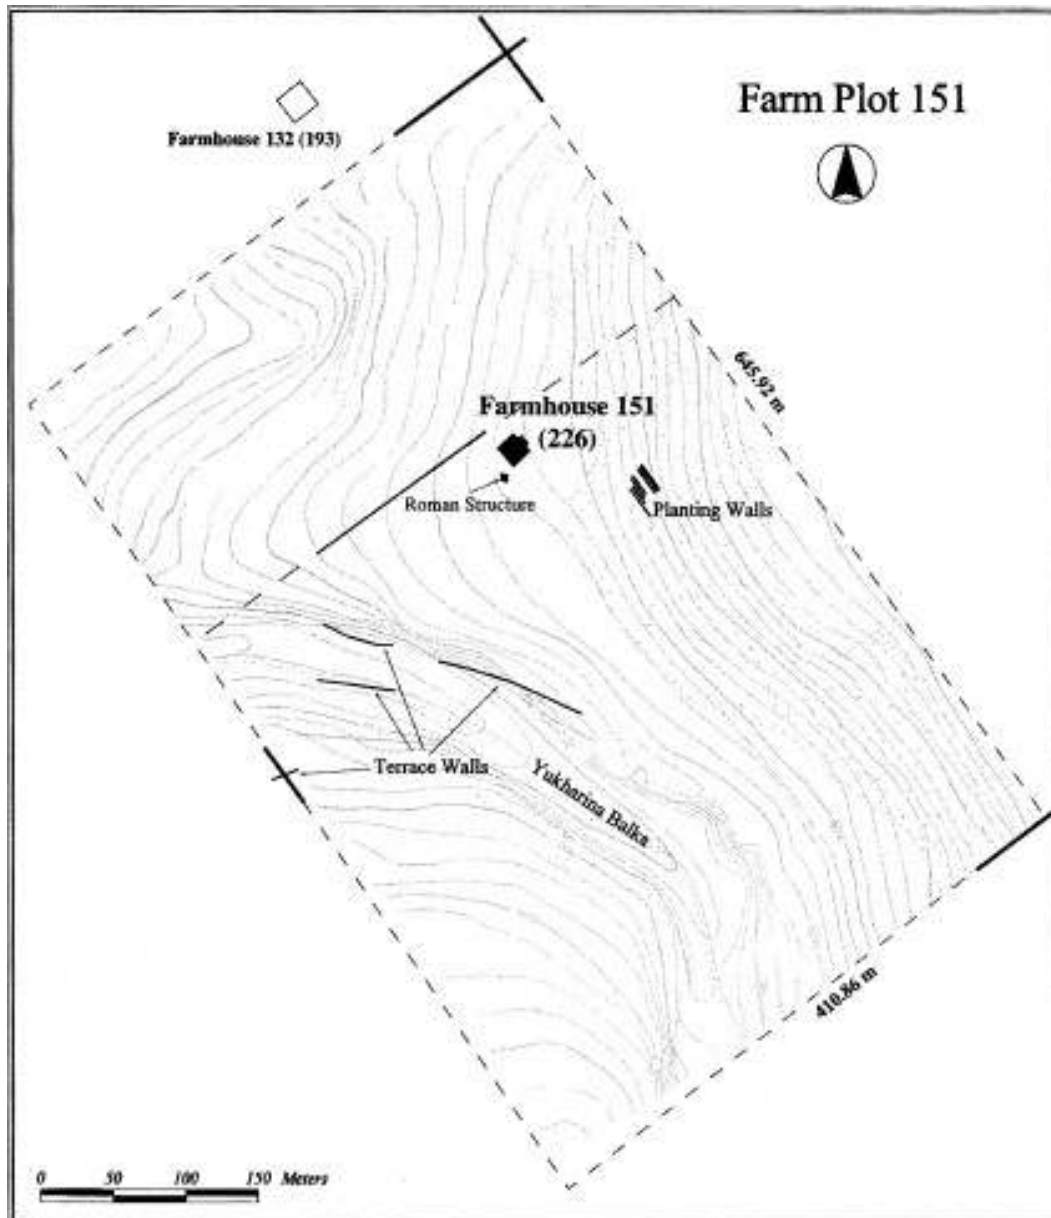 Farm Plot 151
Farmhouse 132 (193)
645.92 m
Farmhouse 151
(226)
Roman Structure
Planting Walls
Terrace Walls
Yukharina Balka
410.86 m
0 50 100 150 Meters